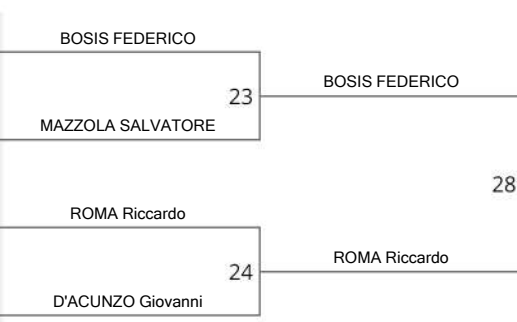 BOSIS FEDERICO
23
BOSIS FEDERICO
MAZZOLA SALVATORE
28
ROMA Riccardo
24
ROMA Riccardo
D'ACUNZO Giovanni